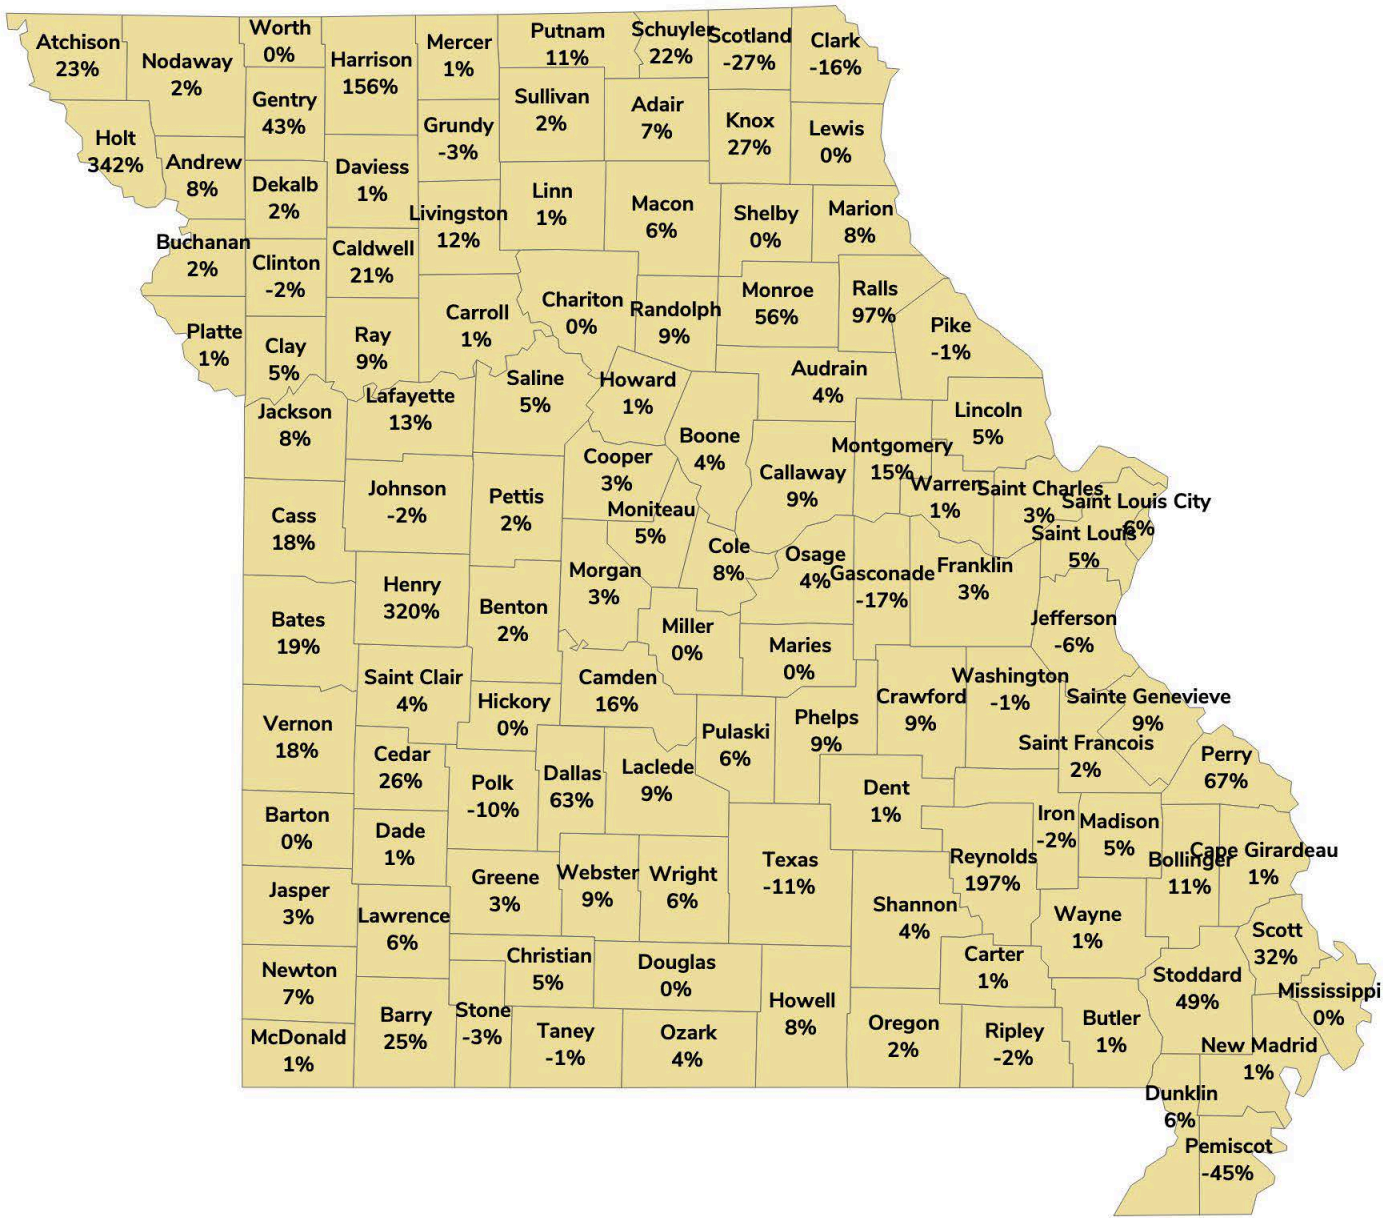 Atchison
23%
Nodaway
2%
Worth
0%
Harrison
156%
Mercer
1%
Putnam
11%
Schuyler
22%
Scotland
-27%
Clark
-16%
Holt
342%
Andrew
8%
Gentry
43%
Dekalb
2%
Daviess
1%
Grundy
-3%
Sullivan
2%
Adair
7%
Knox
27%
Lewis
0%
Buchanan
2%
Clinton
-2%
Caldwell
21%
Livingston
12%
Linn
1%
Macon
6%
Shelby
0%
Marion
8%
Platte
1%
Clay
5%
Ray
9%
Carroll
1%
Chariton
0%
Randolph
9%
Monroe
56%
Ralls
97%
Pike
-1%
Jackson
8%
Lafayette
13%
Saline
5%
Howard
1%
Boone
4%
Audrain
4%
Callaway
9%
Montgomery
15%
Lincoln
5%
Warren
1%
Saint Charles
3%
Saint Louis City
-6%
Saint Louis
5%
Cass
18%
Johnson
-2%
Pettis
2%
Cooper
3%
Moniteau
5%
Cole
8%
Osage
4%
Gasconade
-17%
Franklin
3%
Jefferson
-6%
Bates
19%
Henry
320%
Benton
2%
Morgan
3%
Miller
0%
Maries
0%
Vernon
18%
Saint Clair
4%
Hickory
0%
Camden
16%
Pulaski
6%
Phelps
9%
Crawford
9%
Washington
-1%
Sainte Genevieve
9%
Saint Francois
2%
Perry
67%
Cedar
26%
Polk
-10%
Dallas
63%
Laclede
9%
Dent
1%
Iron
-2%
Madison
5%
Bollinger
11%
Cape Girardeau
1%
Barton
0%
Dade
1%
Jasper
3%
Lawrence
6%
Greene
3%
Webster
9%
Wright
6%
Texas
-11%
Reynolds
197%
Shannon
4%
Wayne
1%
Scott
32%
Newton
7%
McDonald
1%
Barry
25%
Stone
-3%
Christian
5%
Taney
-1%
Douglas
0%
Ozark
4%
Howell
8%
Oregon
2%
Carter
1%
Ripley
-2%
Butler
1%
Stoddard
49%
Mississippi
0%
New Madrid
1%
Dunklin
6%
Pemiscot
-45%